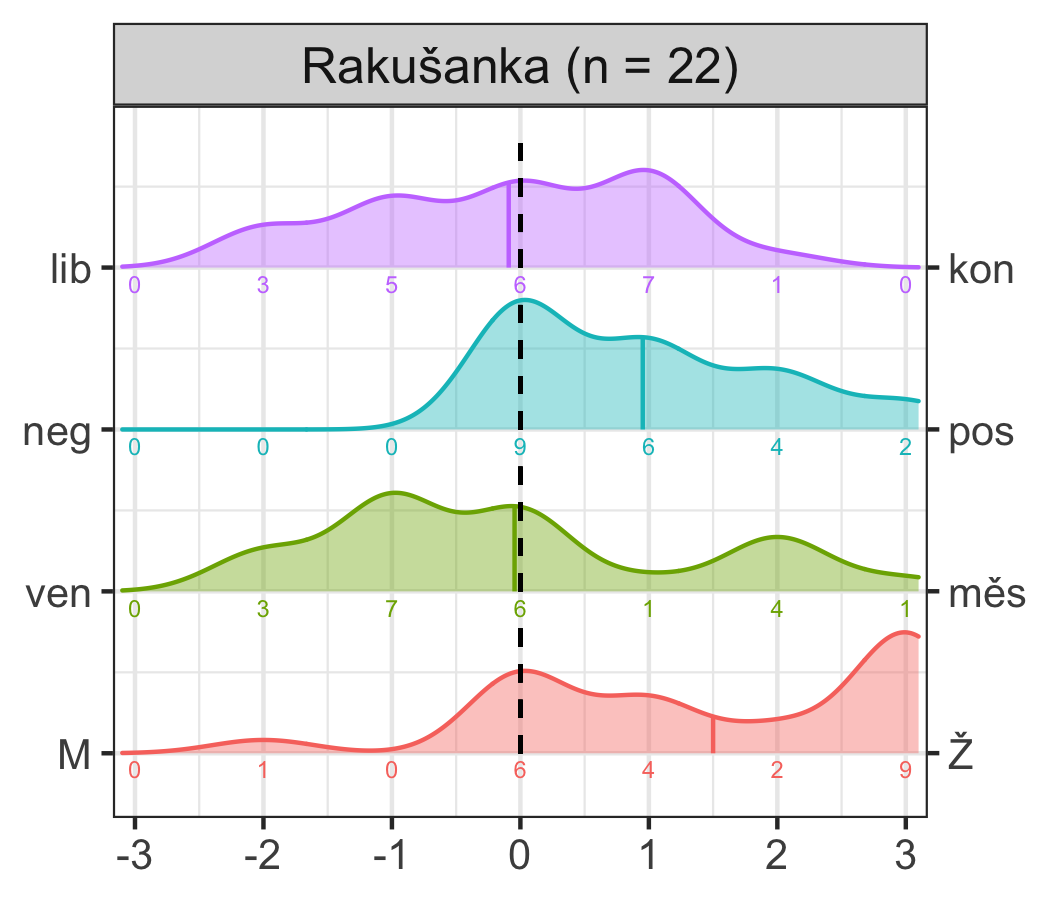 Rakušanka (n = 22)
lib kon
0 3 5 6 7 1 0
neg pos
0 0 0 9 6 4 2
ven měs
0 3 7 6 1 4 1
M Ž
0 1 0 6 4 2 9
-3 -2 -1 0 1 2 3